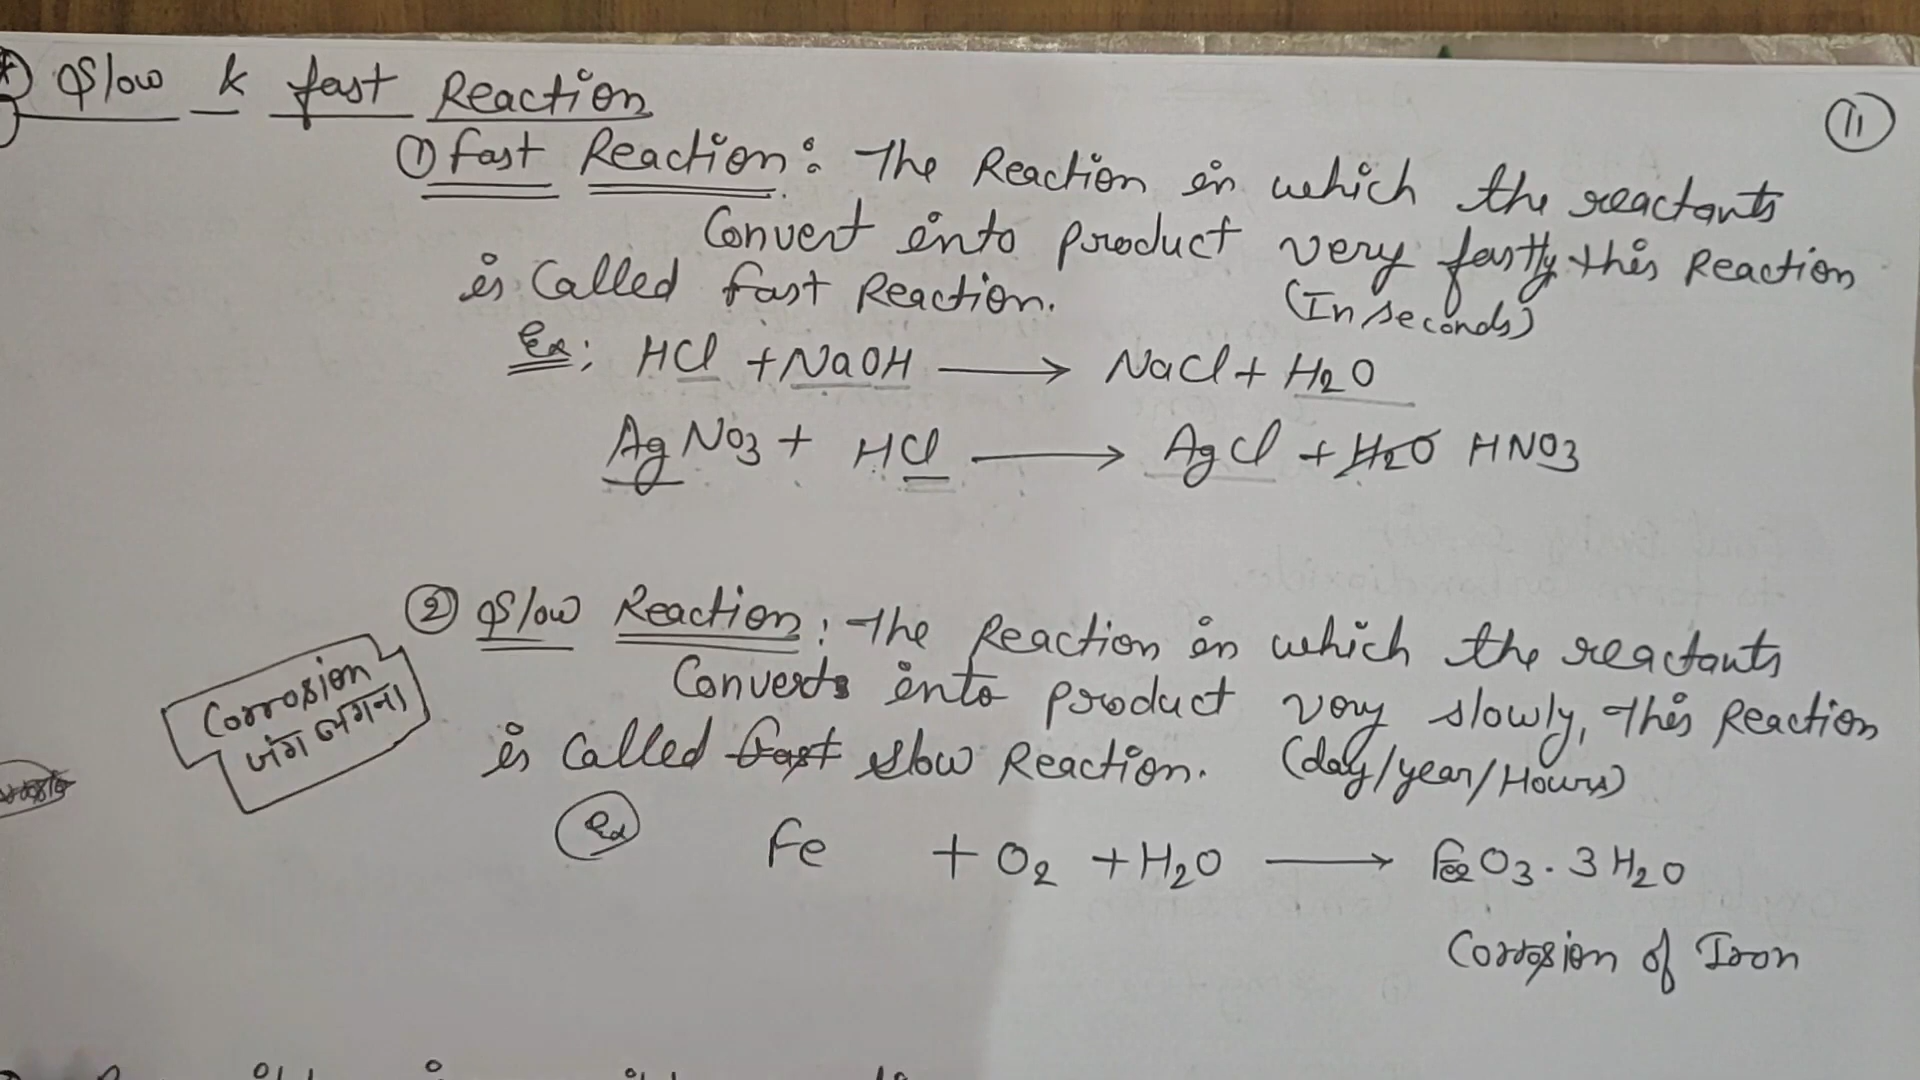 Slow & fast Reaction
11
① fast Reaction: The Reaction in which the reactants
Convert into product very fastly, this Reaction
is Called fast Reaction. (In seconds)
Ex: HCl + NaOH ⟶ NaCl + H2O
AgNO3 + HCl ⟶ AgCl + H2O HNO3
② Slow Reaction: The Reaction in which the reactants
Converts into product very slowly, this Reaction
is Called fast slow Reaction. (day/year/Hours)
Corrosion
जंग लगना
Ex Fe + O2 + H2O ⟶ Fe2O3 . 3H2O
Corrosion of Iron